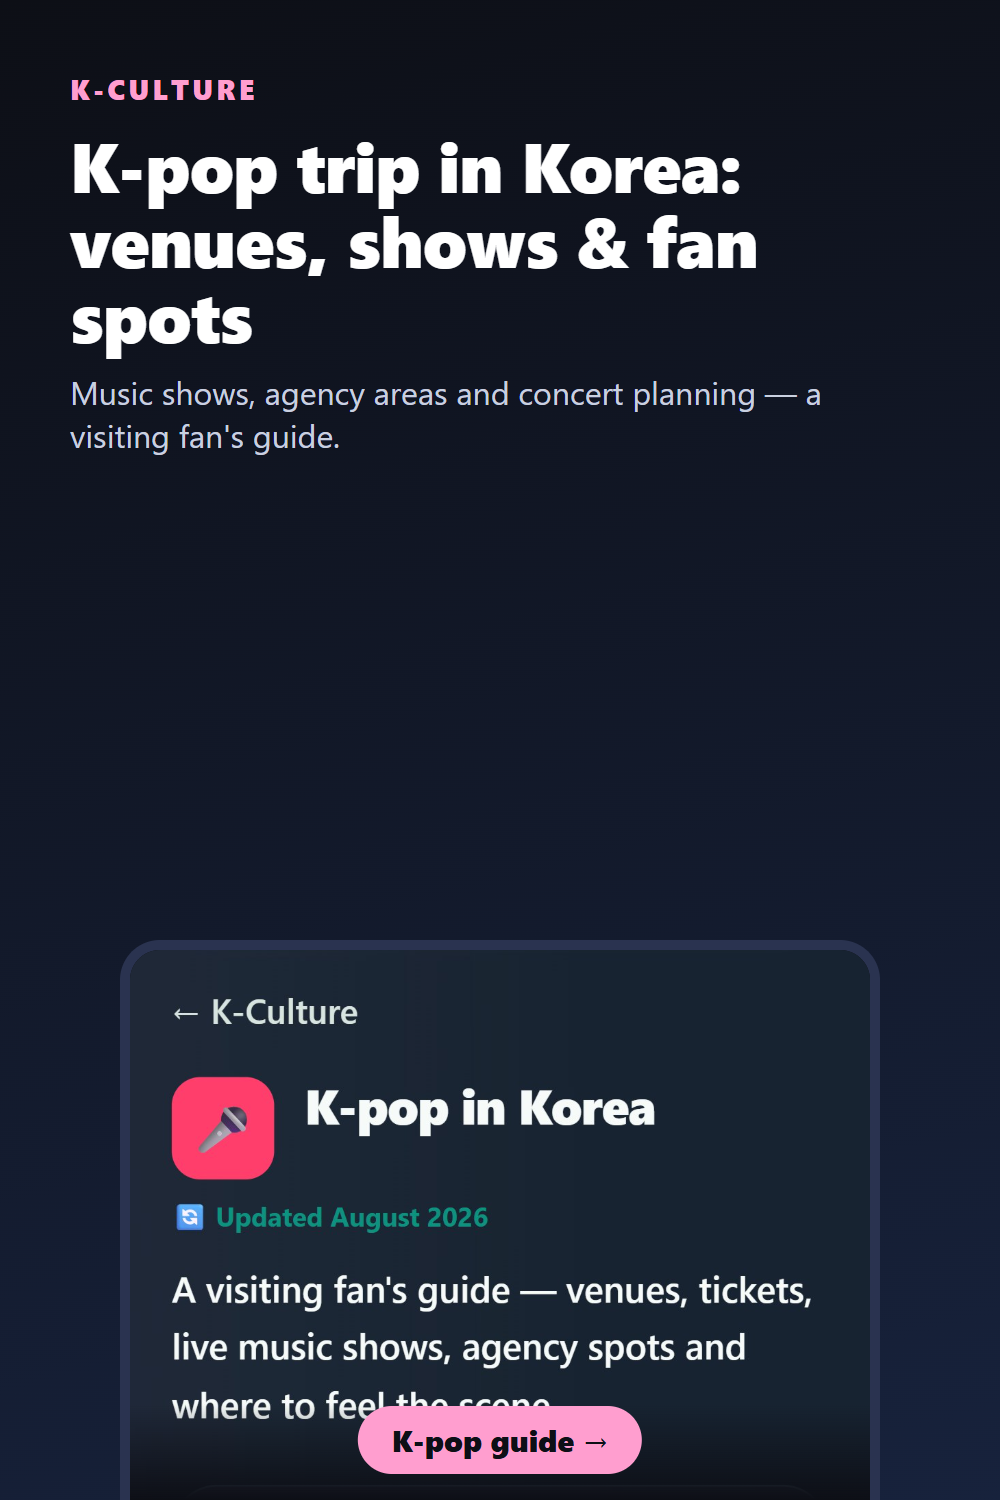 K-CULTURE
K-pop trip in Korea:
venues, shows & fan
spots
Music shows, agency areas and concert planning — a
visiting fan's guide.
← K-Culture
K-pop in Korea
Updated August 2026
A visiting fan's guide — venues, tickets,
live music shows, agency spots and
where to feel the scene
K-pop guide →